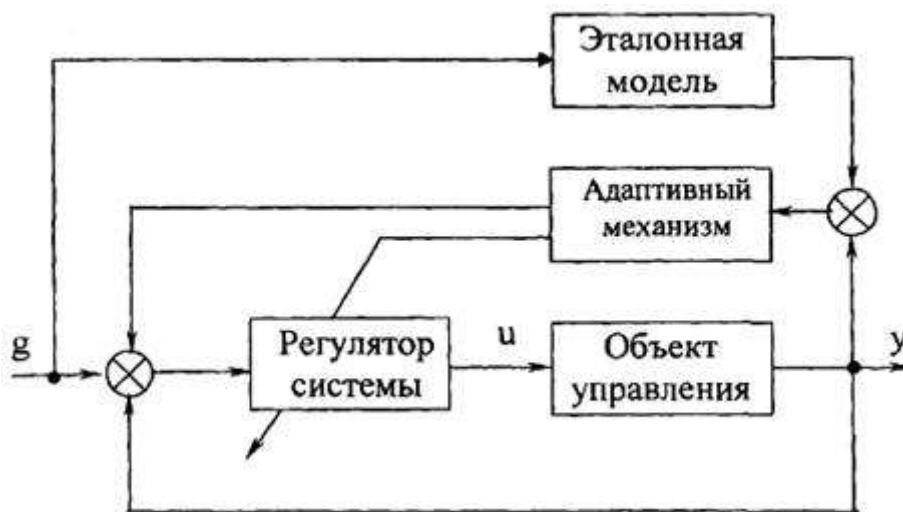 Эталонная
модель
Адаптивный
механизм
g
Регулятор
системы
u
Объект
управления
y